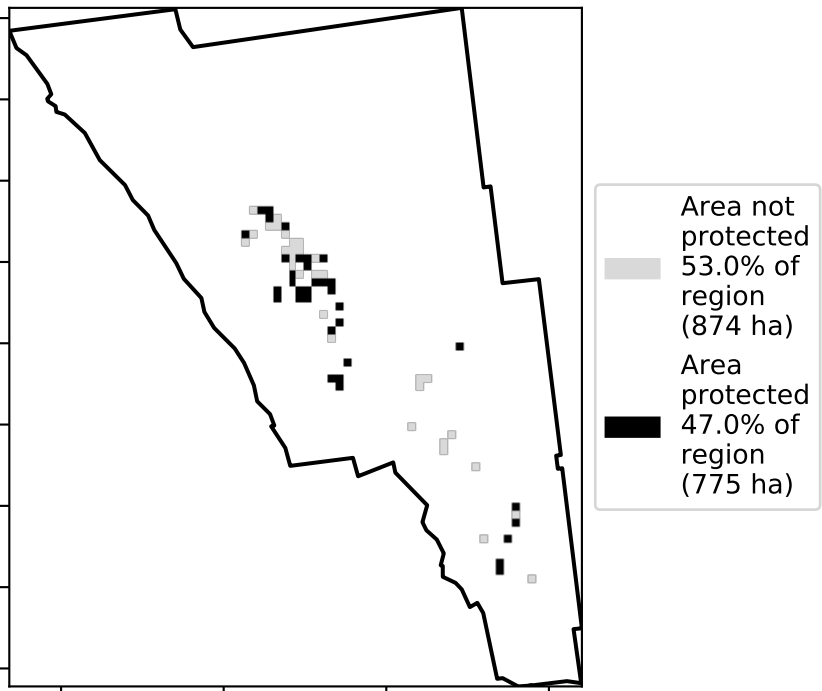 Area not
protected
53.0% of
region
(874 ha)
Area
protected
47.0% of
region
(775 ha)